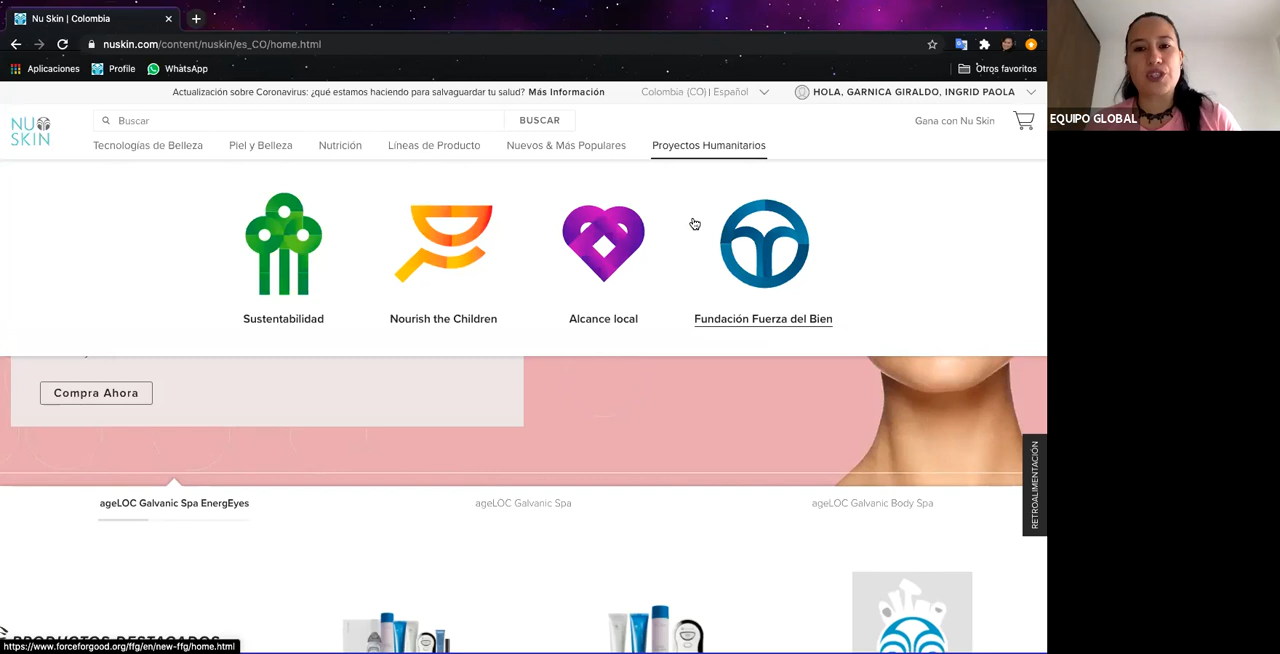 Nu Skin | Colombia
nuskin.com/content/nuskin/es_CO/home.html
Aplicaciones Profile WhatsApp Otros favoritos
Actualización sobre Coronavirus: ¿qué estamos haciendo para salvaguardar tu salud? Más Información Colombia (CO) | Español HOLA, GARNICA GIRALDO, INGRID PAOLA
EQUIPO GLOBAL
NU SKIN
Buscar BUSCAR Gana con Nu Skin
Tecnologías de Belleza Piel y Belleza Nutrición Líneas de Producto Nuevos & Más Populares Proyectos Humanitarios
Sustentabilidad Nourish the Children Alcance local Fundación Fuerza del Bien
Compra Ahora
RETROALIMENTACIÓN
ageLOC Galvanic Spa EnergEyes ageLOC Galvanic Spa ageLOC Galvanic Body Spa
PRODUCTOS DESTACADOS
https://www.forceforgood.org/ffg/en/new-ffg/home.html